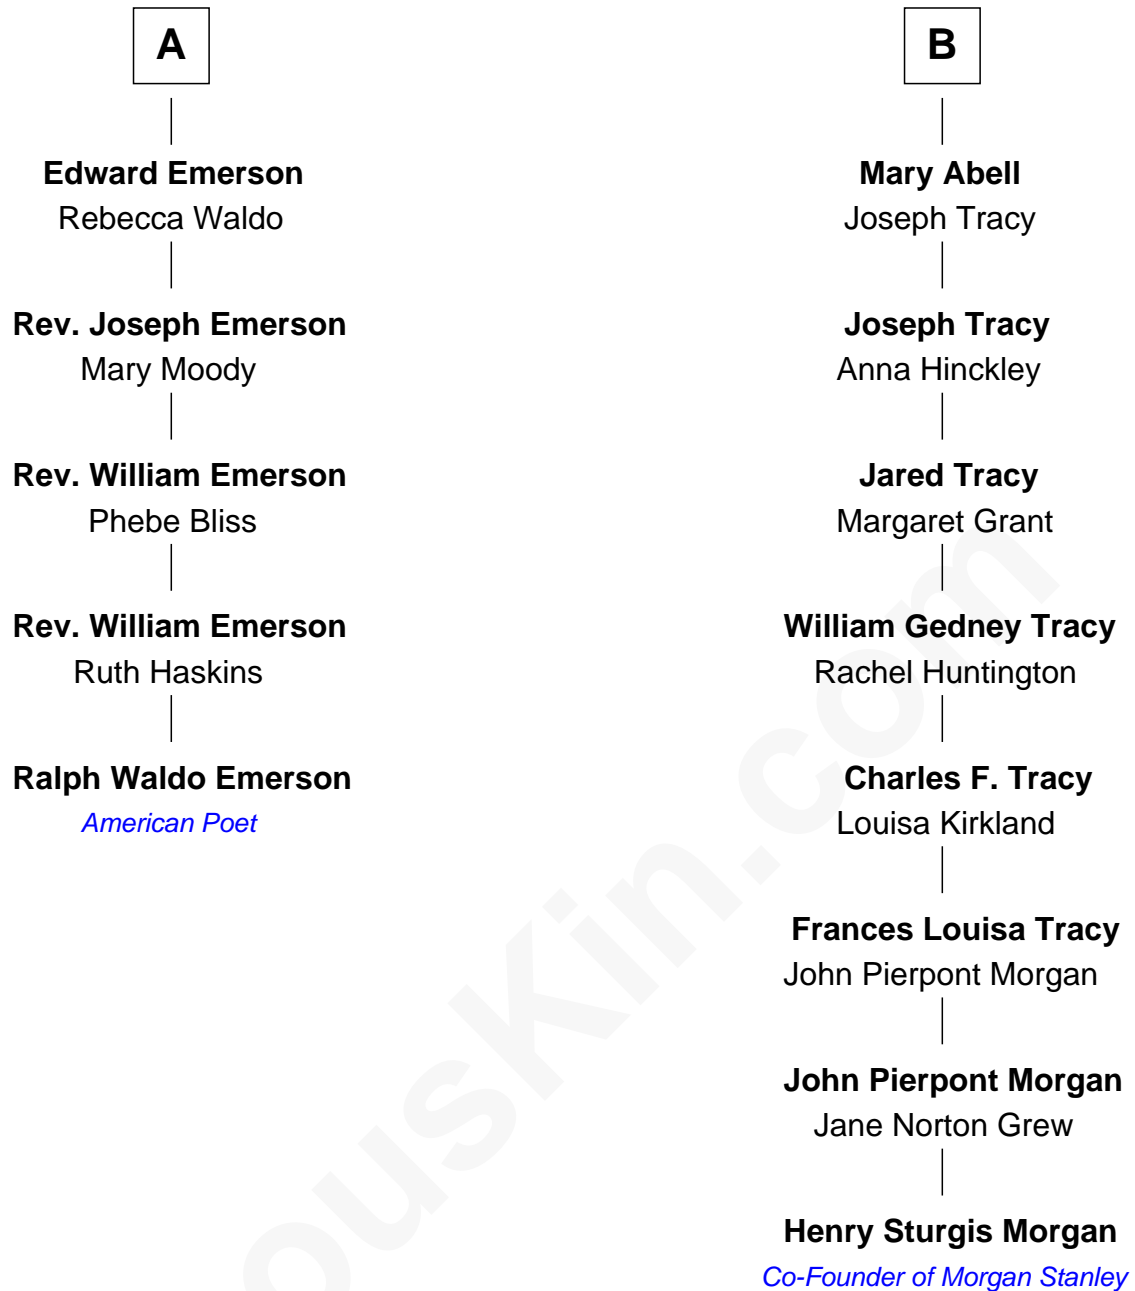 A
Edward Emerson
Rebecca Waldo
Rev. Joseph Emerson
Mary Moody
Rev. William Emerson
Phebe Bliss
Rev. William Emerson
Ruth Haskins
Ralph Waldo Emerson
American Poet
B
Mary Abell
Joseph Tracy
Joseph Tracy
Anna Hinckley
Jared Tracy
Margaret Grant
William Gedney Tracy
Rachel Huntington
Charles F. Tracy
Louisa Kirkland
Frances Louisa Tracy
John Pierpont Morgan
John Pierpont Morgan
Jane Norton Grew
Henry Sturgis Morgan
Co-Founder of Morgan Stanley
ousKin.com